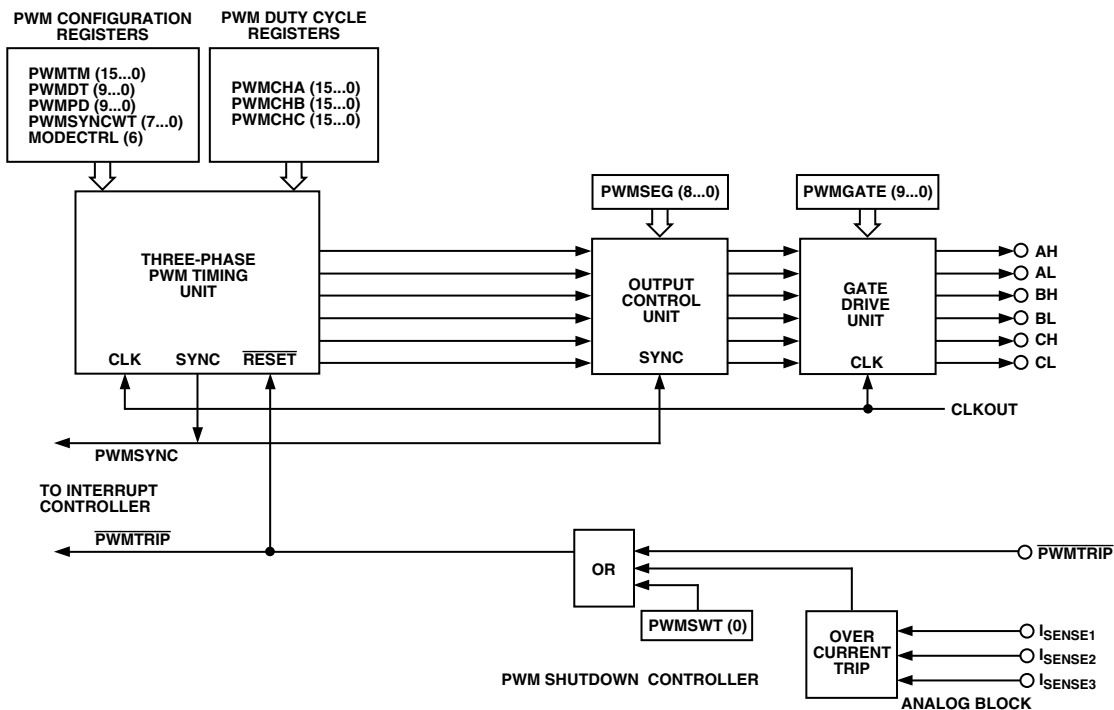 PWM CONFIGURATION
REGISTERS
PWM DUTY CYCLE
REGISTERS
PWMTM (15...0)
PWMDT (9...0)
PWMPD (9...0)
PWMSYNCWT (7...0)
MODECTRL (6)
PWMCHA (15...0)
PWMCHB (15...0)
PWMCHC (15...0)
PWMSEG (8...0)
PWMGATE (9...0)
THREE-PHASE
PWM TIMING
UNIT
CLK SYNC RESET
OUTPUT
CONTROL
UNIT
SYNC
GATE
DRIVE
UNIT
CLK
AH
AL
BH
BL
CH
CL
CLKOUT
PWMSYNC
TO INTERRUPT
CONTROLLER
PWMTRIP
OR
PWMTRIP
PWMSWT (0)
OVER
CURRENT
TRIP
ISENSE1
ISENSE2
ISENSE3
PWM SHUTDOWN CONTROLLER
ANALOG BLOCK